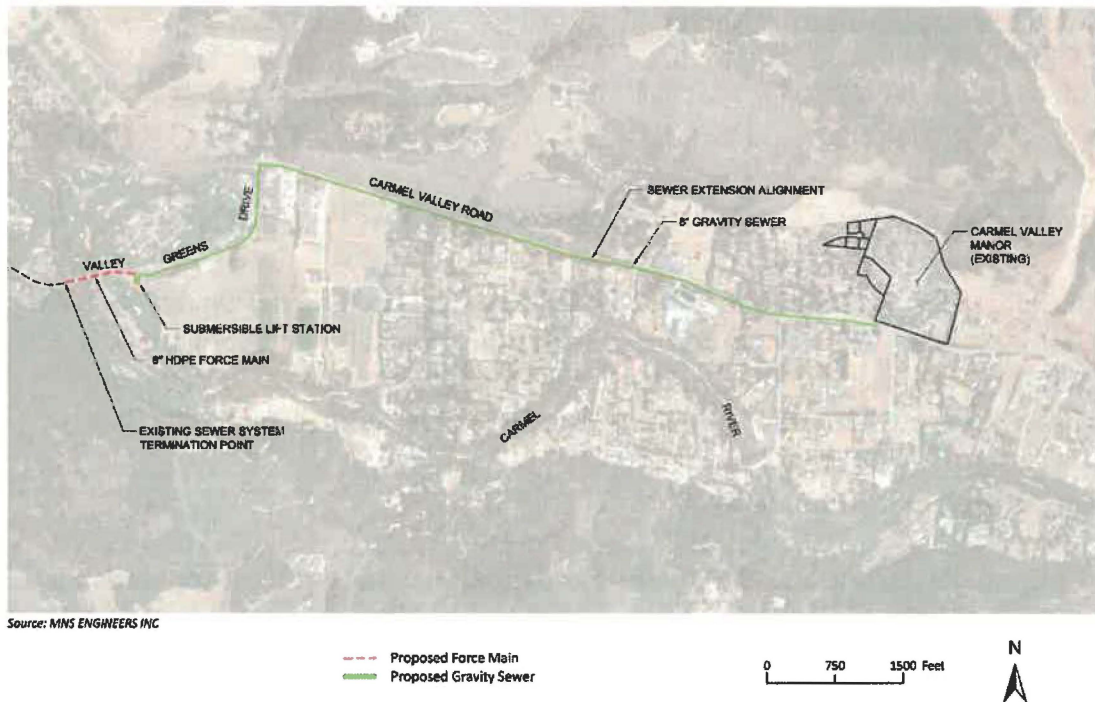 CARMEL VALLEY ROAD
SEWER EXTENSION ALIGNMENT
8" GRAVITY SEWER
CARMEL VALLEY
MANOR
(EXISTING)
DRIVE
GREENS
VALLEY
SUBMERSIBLE LIFT STATION
6" HDPE FORCE MAIN
EXISTING SEWER SYSTEM
TERMINATION POINT
CARMEL
RIVER
Source: MNS ENGINEERS INC
Proposed Force Main
Proposed Gravity Sewer
0 750 1500 Feet
N